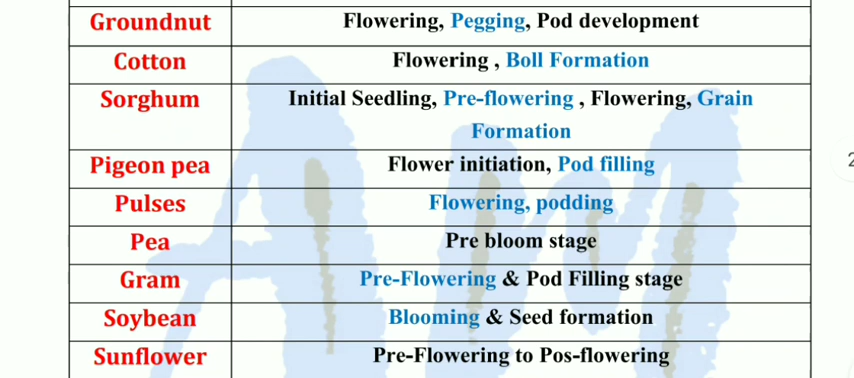 Groundnut Flowering, Pegging, Pod development
Cotton Flowering , Boll Formation
Sorghum Initial Seedling, Pre-flowering , Flowering, Grain
Formation
Pigeon pea Flower initiation, Pod filling
Pulses Flowering, podding
Pea Pre bloom stage
Gram Pre-Flowering & Pod Filling stage
Soybean Blooming & Seed formation
Sunflower Pre-Flowering to Pos-flowering
2